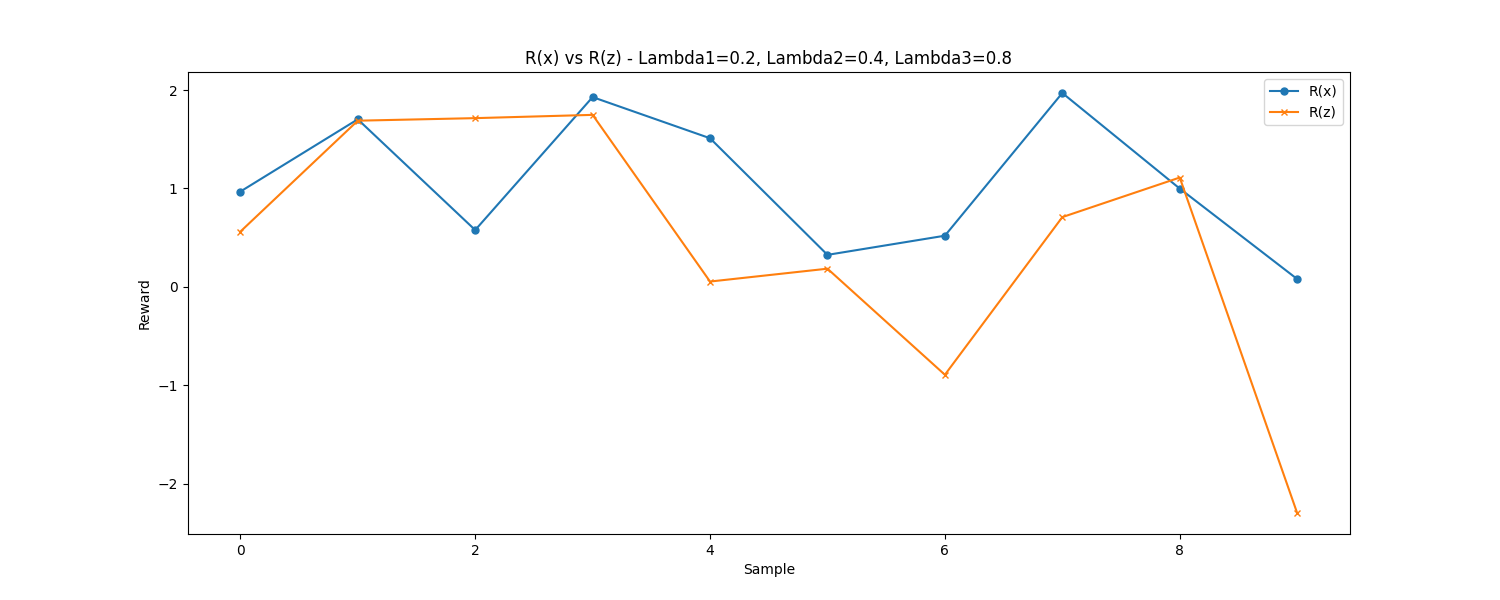 R(x) vs R(z) - Lambda1=0.2, Lambda2=0.4, Lambda3=0.8
R(x)
R(z)
2
1
0
−1
−2
Reward
0 2 4 6 8
Sample